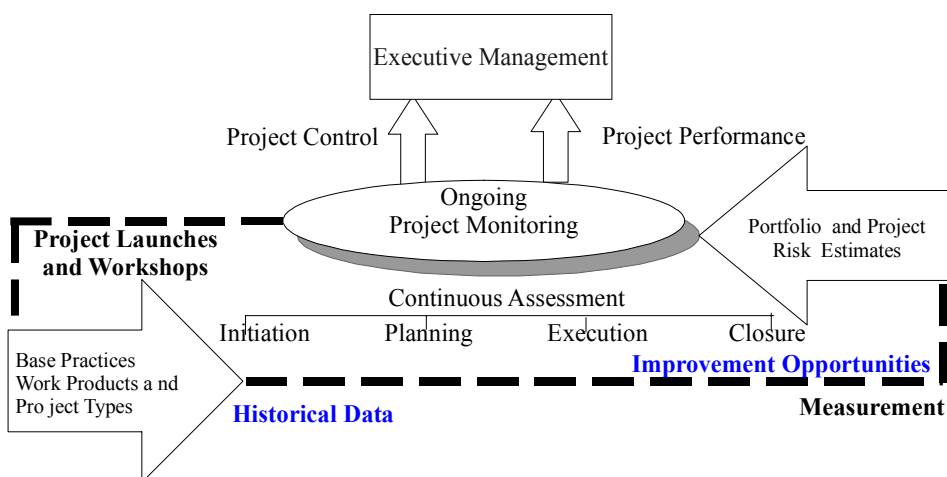 Executive Management
Project Control
Project Performance
Ongoing
Project Monitoring
Project Launches
and Workshops
Portfolio and Project
Risk Estimates
Continuous Assessment
Initiation
Planning
Execution
Closure
Base Practices
Work Products a nd
Pro ject Types
Improvement Opportunities
Historical Data
Measurement